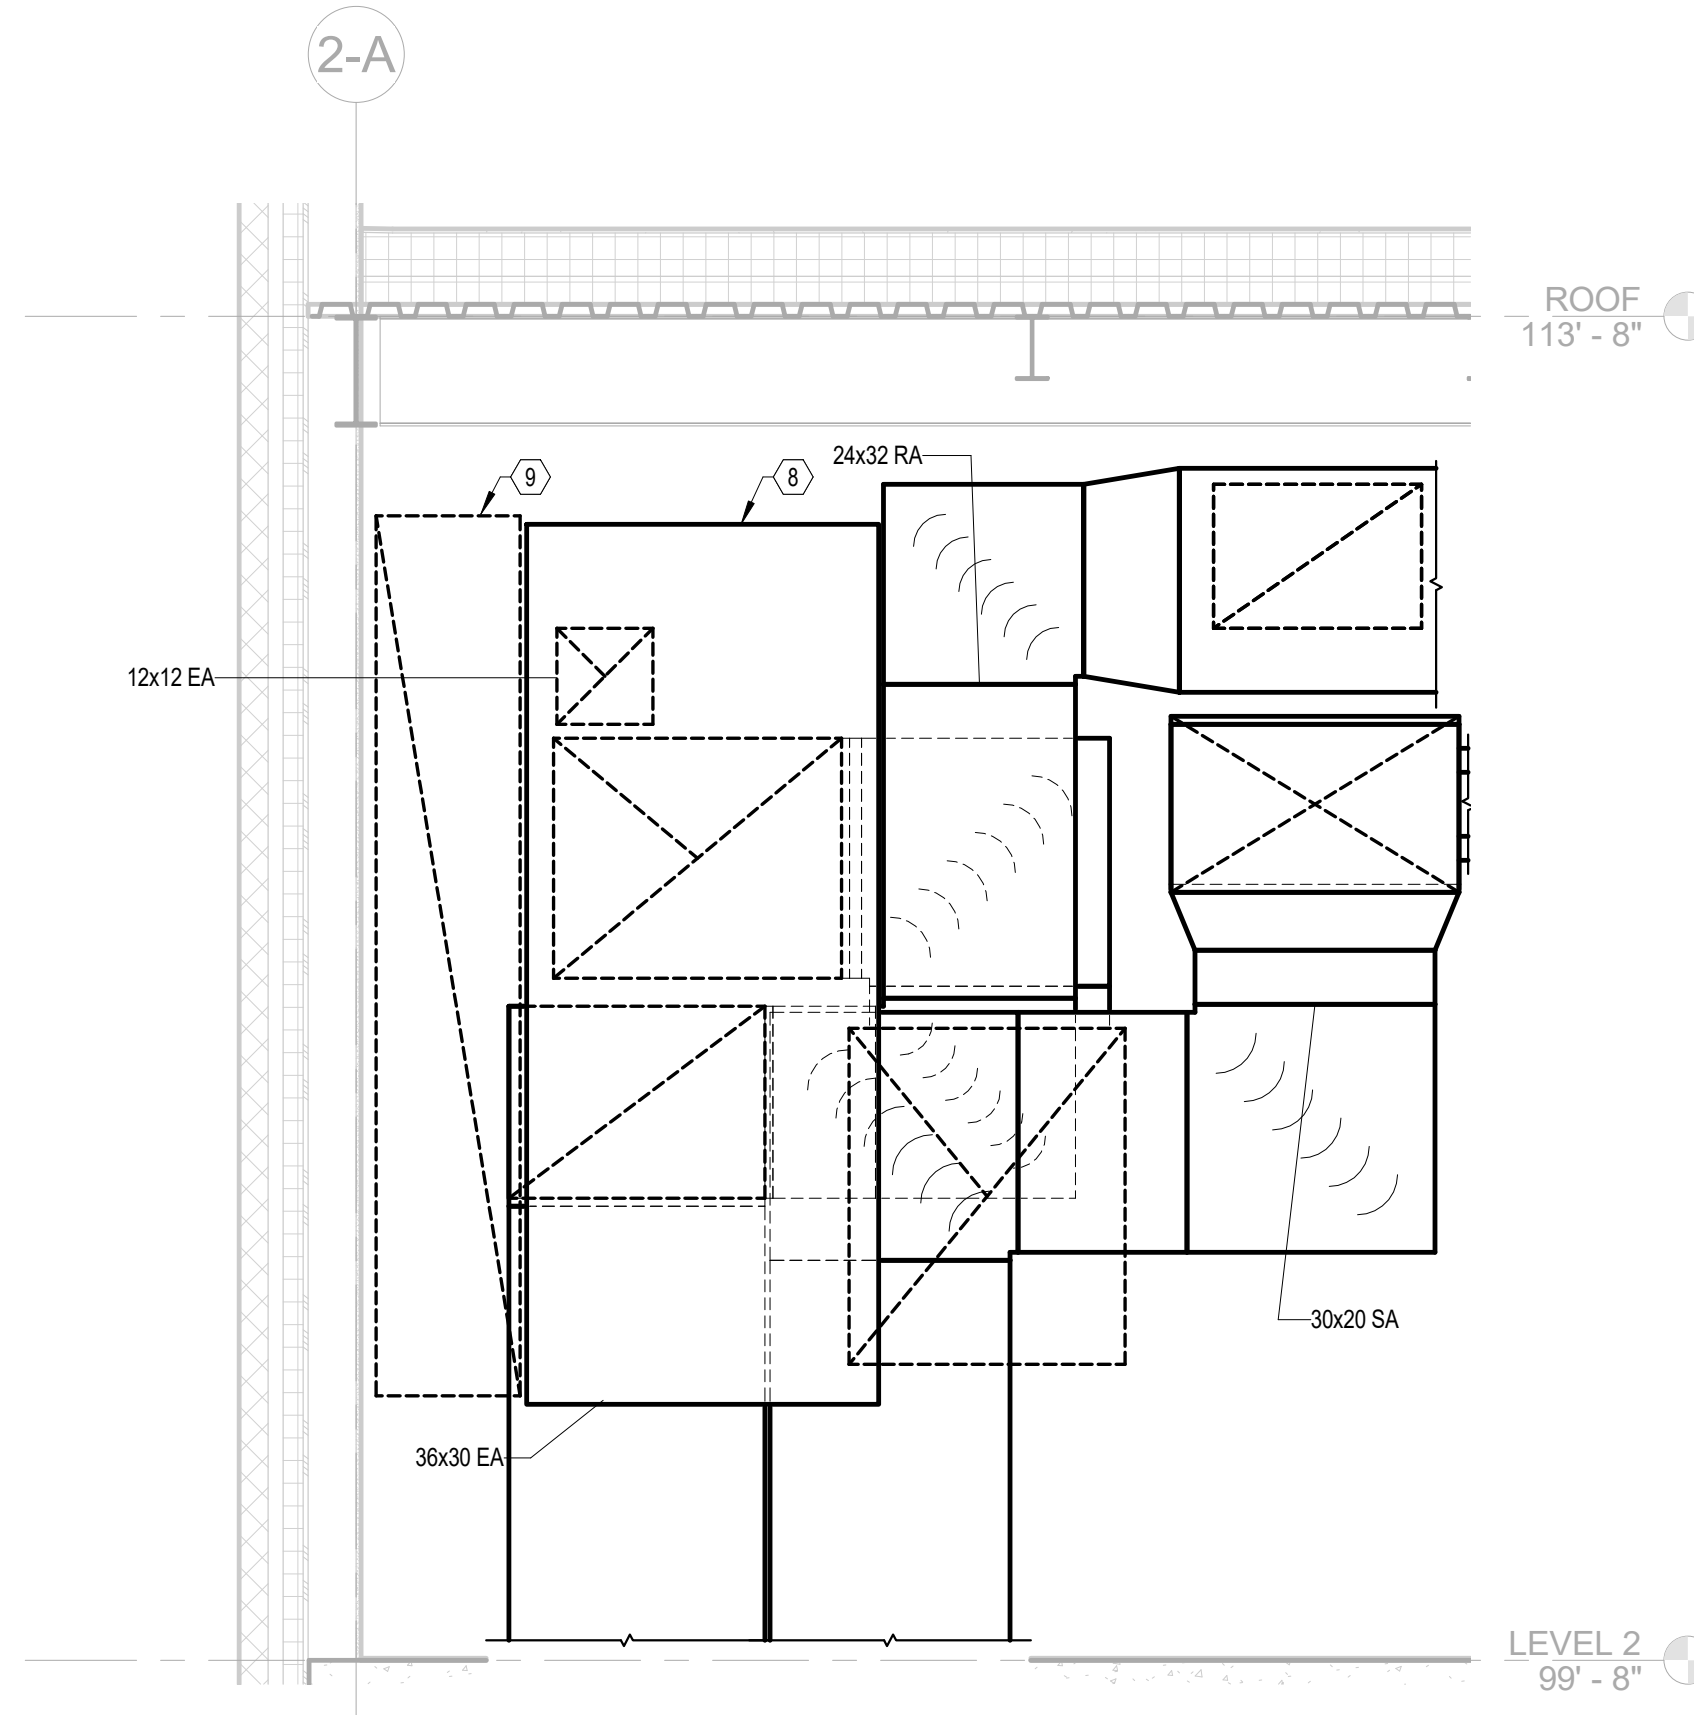 2-A
ROOF
113' - 8"
24x32 RA
9
8
12x12 EA
30x20 SA
36x30 EA
LEVEL 2
99' - 8"